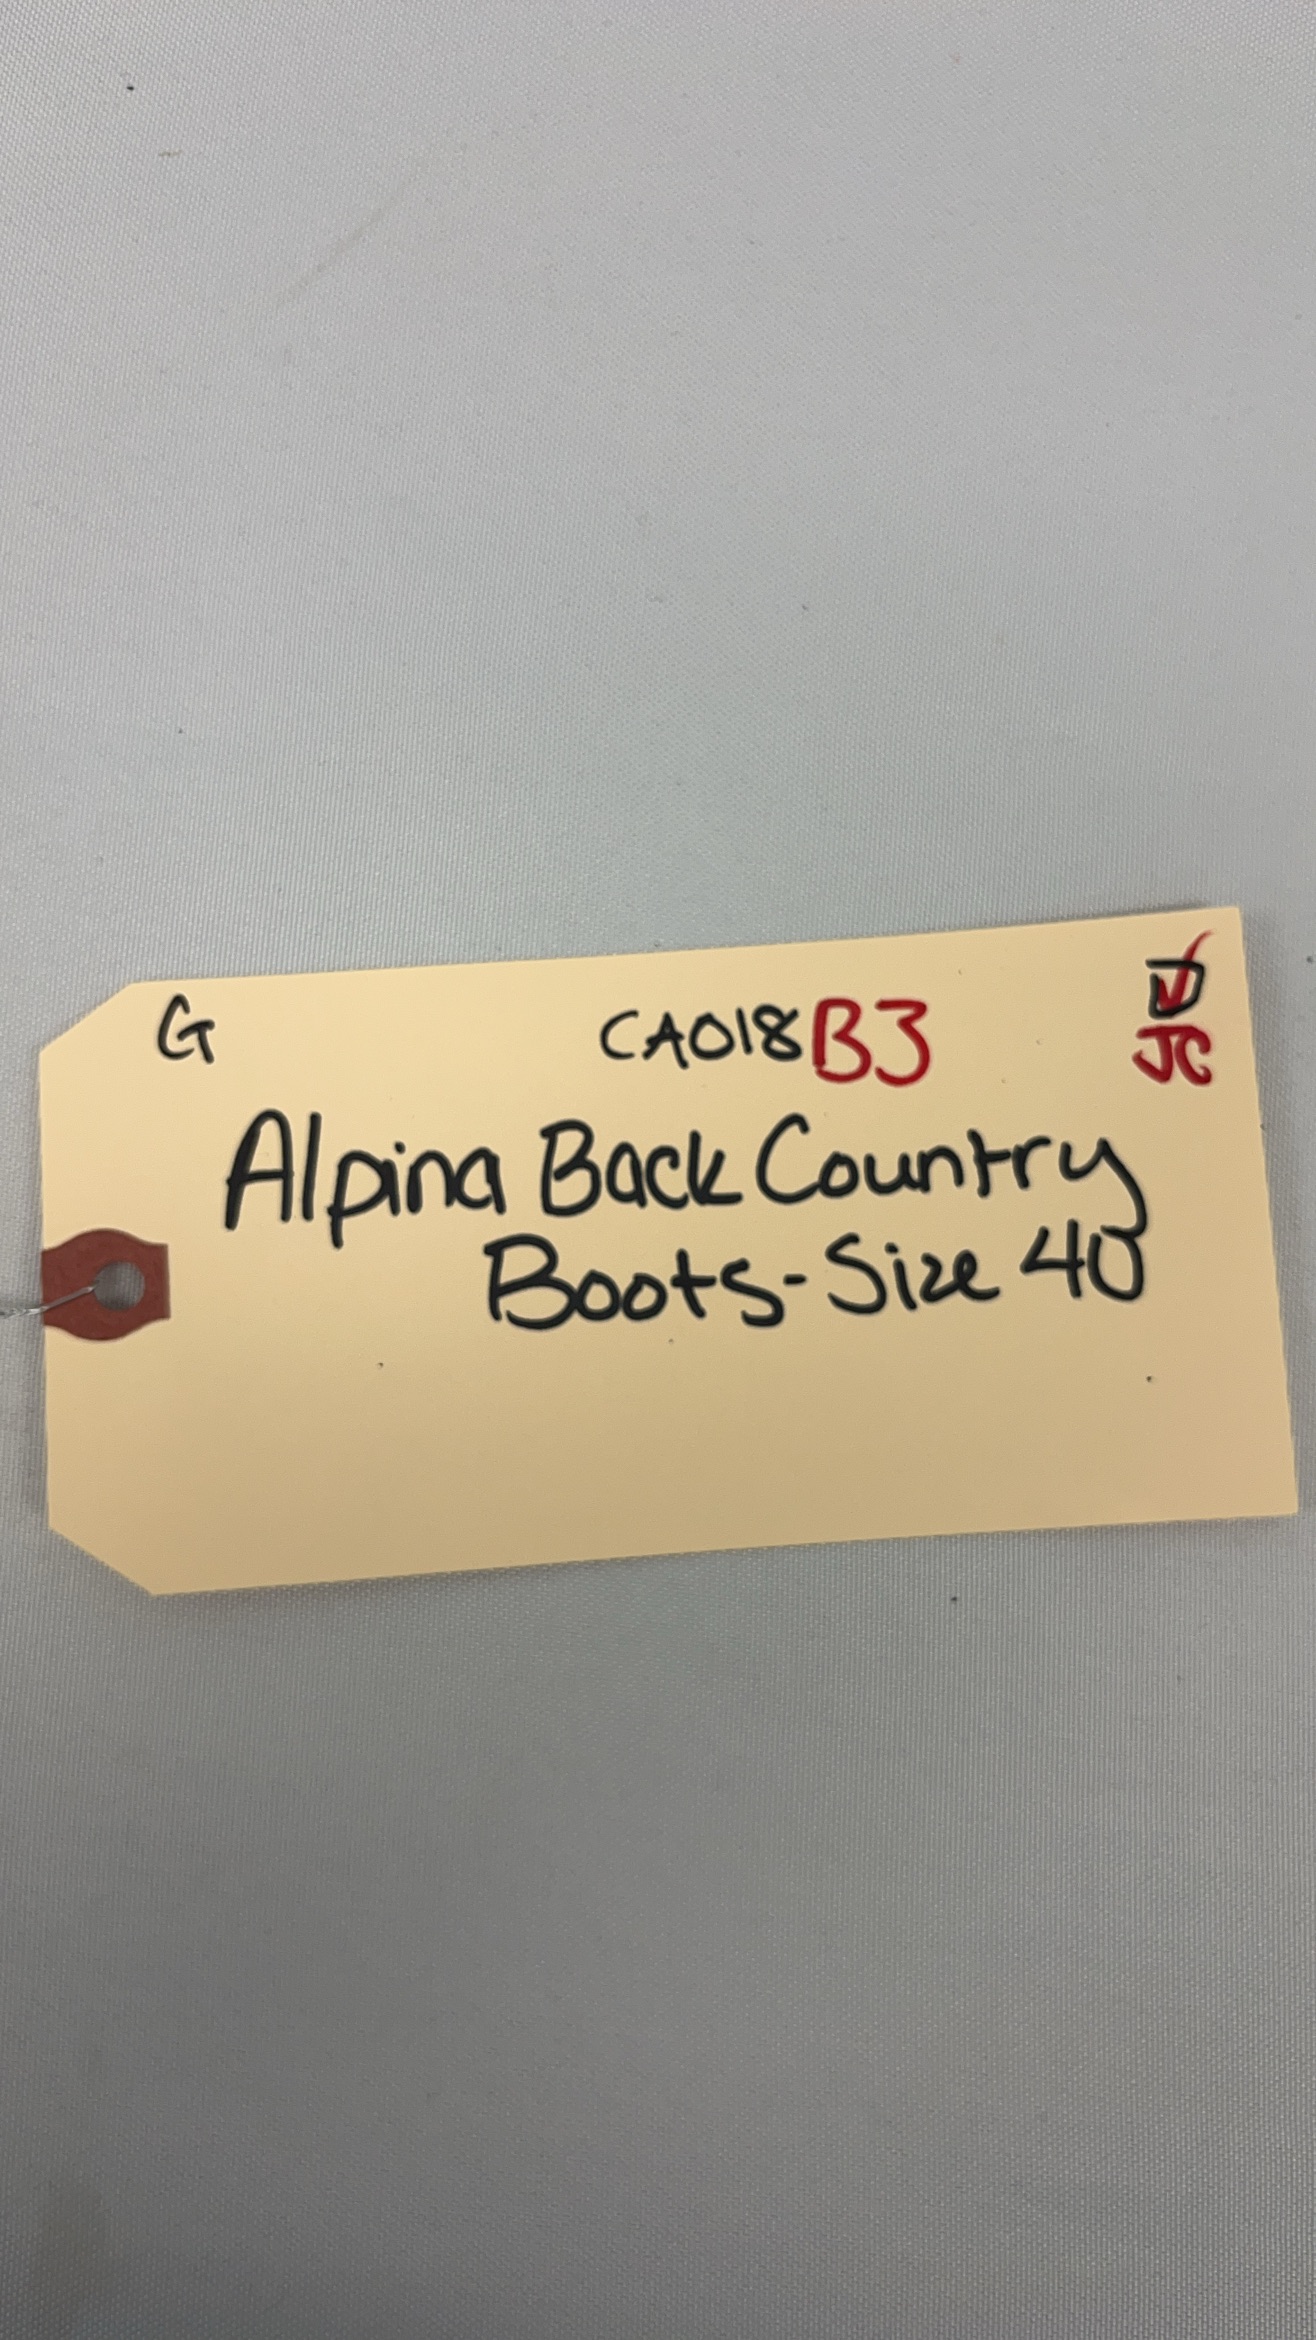 G CA018B3 ☑
JC
Alpina Back Country
Boots-Size 40